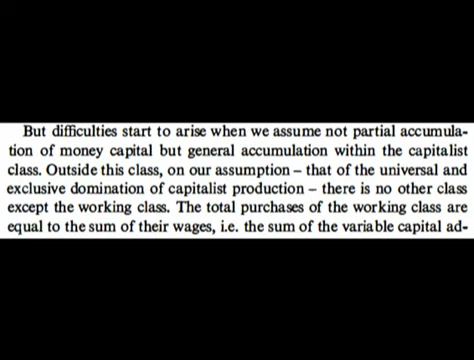 But difficulties start to arise when we assume not partial accumula-
tion of money capital but general accumulation within the capitalist
class. Outside this class, on our assumption – that of the universal and
exclusive domination of capitalist production – there is no other class
except the working class. The total purchases of the working class are
equal to the sum of their wages, i.e. the sum of the variable capital ad-